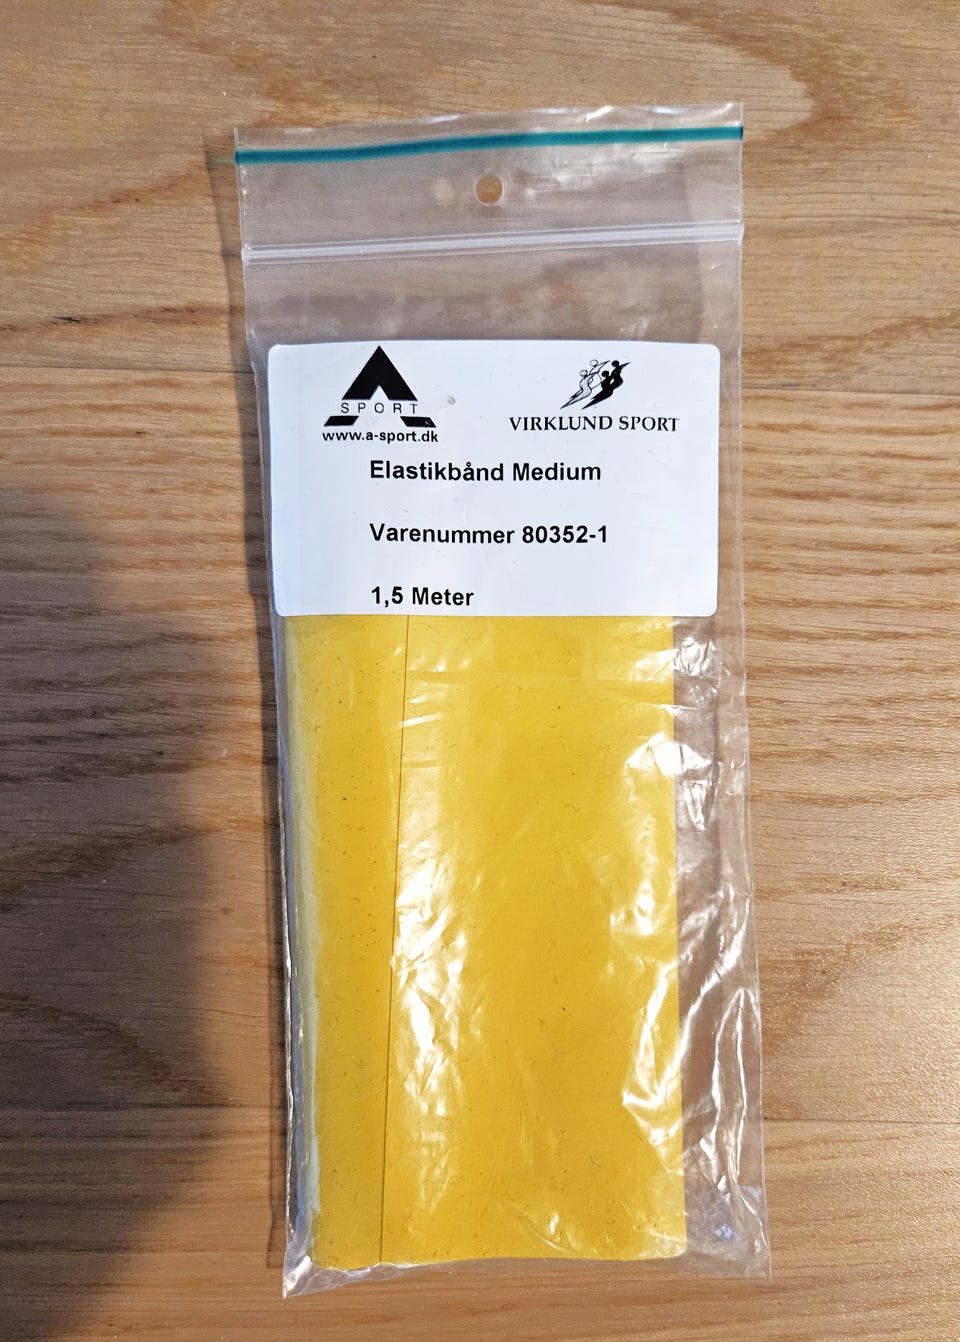 SPORT
www.a-sport.dk
VIRKLUND SPORT
Elastikbånd Medium
Varenummer 80352-1
1,5 Meter